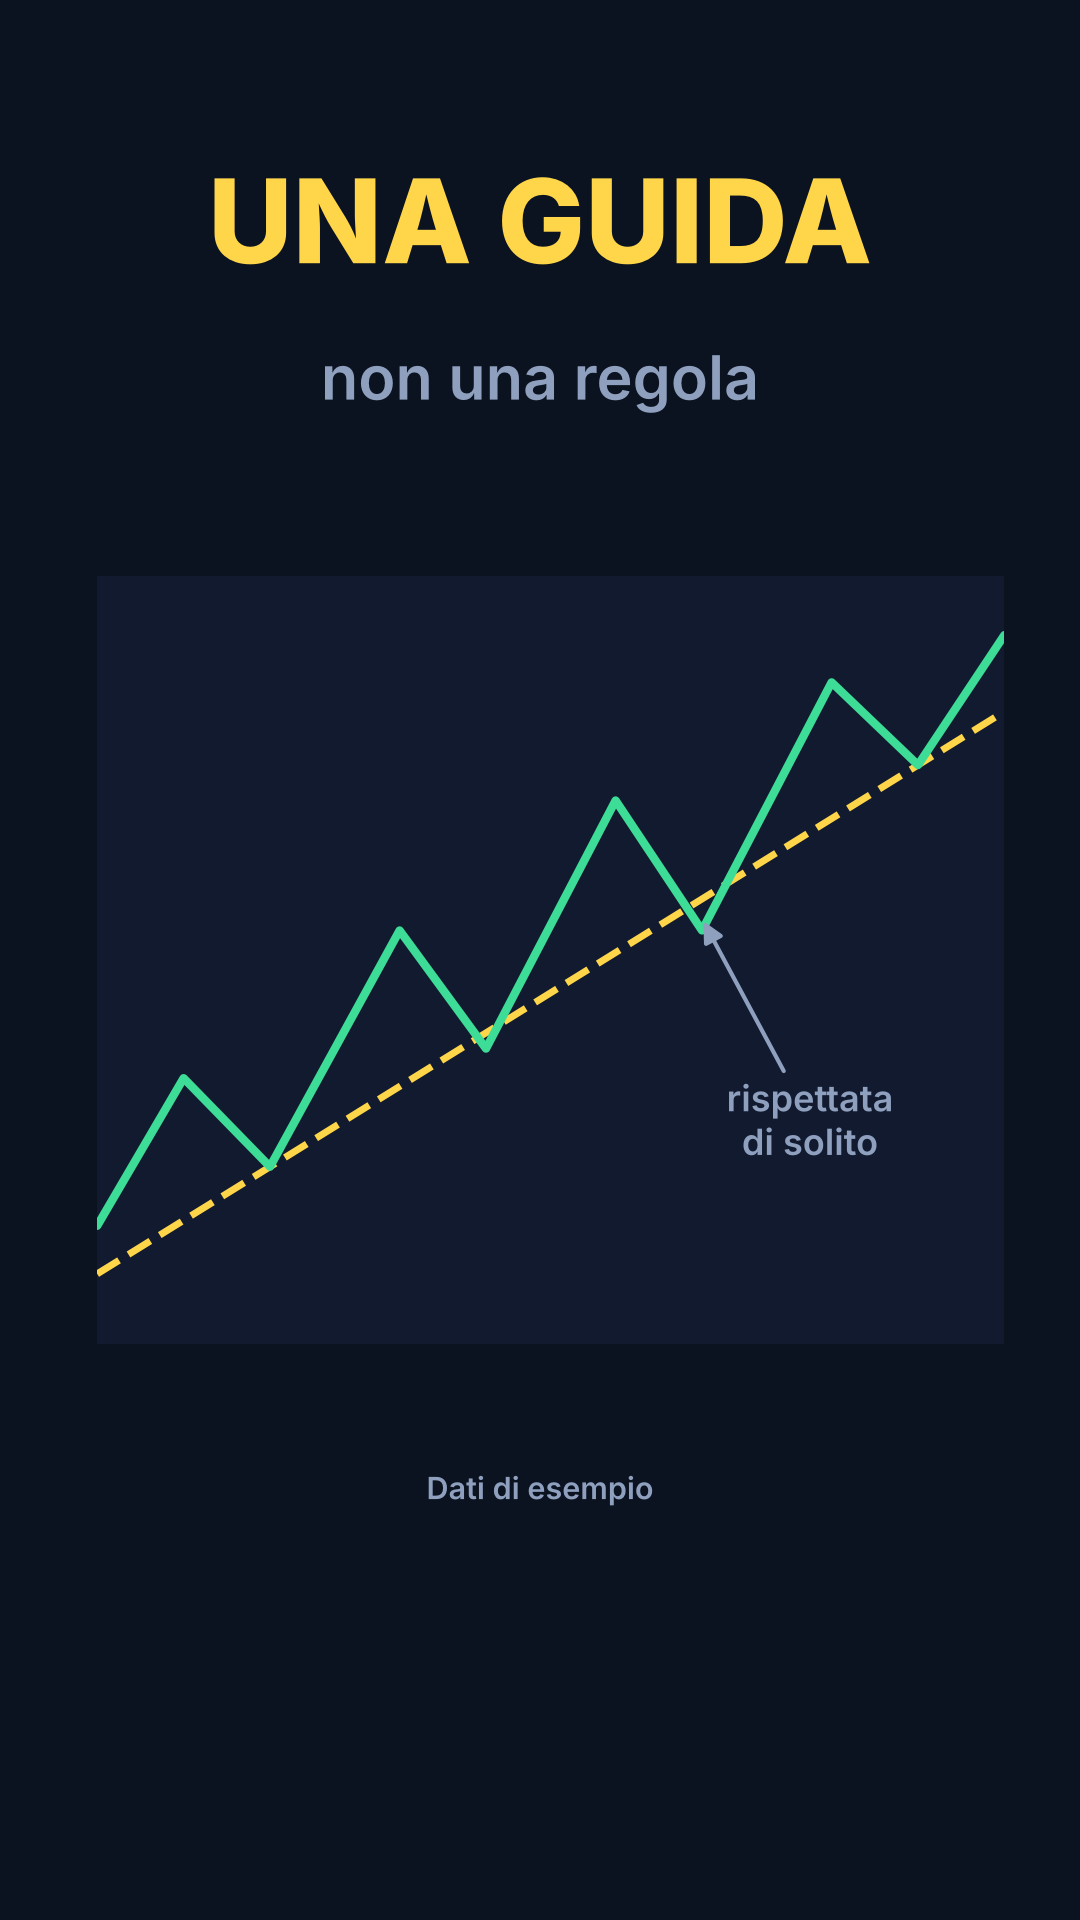 UNA GUIDA
non una regola
rispettata
di solito
Dati di esempio